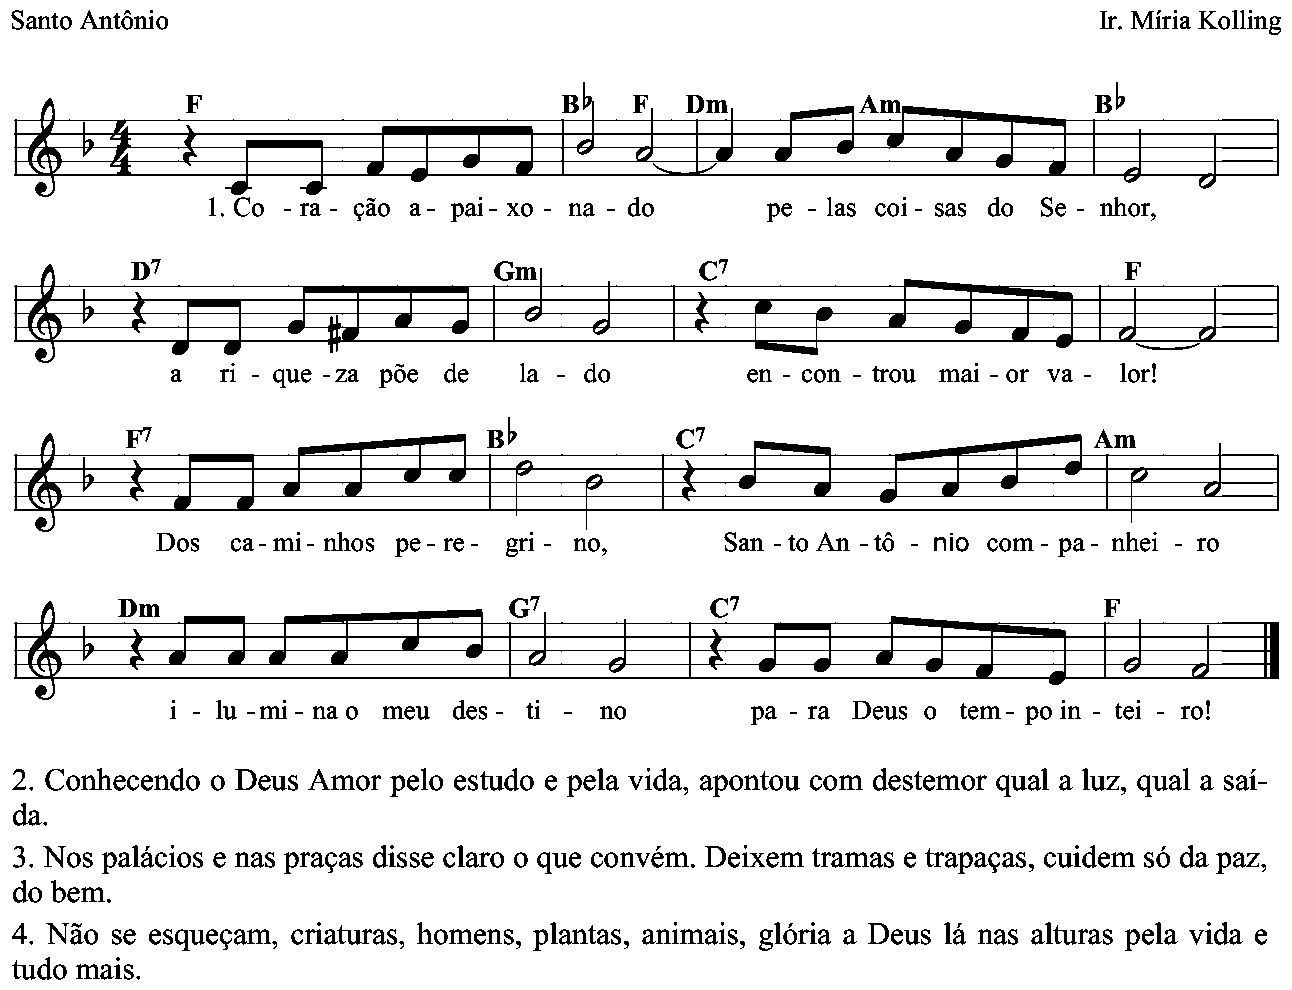 Santo Antônio Ir. Míria Kolling
F B♭ F Dm Am B♭
4
4
1. Co - ra - ção a - pai - xo - na - do pe - las coi - sas do Se - nhor,
D7 Gm C7 F
a ri - que - za põe de la - do en - con - trou mai - or va - lor!
F7 B♭ C7 Am
Dos ca - mi - nhos pe - re - gri - no, San - to An - tô - nio com - pa - nhei - ro
Dm G7 C7 F
i - lu - mi - na o meu des - ti - no pa - ra Deus o tem - po in - tei - ro!
2. Conhecendo o Deus Amor pelo estudo e pela vida, apontou com destemor qual a luz, qual a saí-
da.
3. Nos palácios e nas praças disse claro o que convém. Deixem tramas e trapaças, cuidem só da paz,
do bem.
4. Não se esqueçam, criaturas, homens, plantas, animais, glória a Deus lá nas alturas pela vida e
tudo mais.